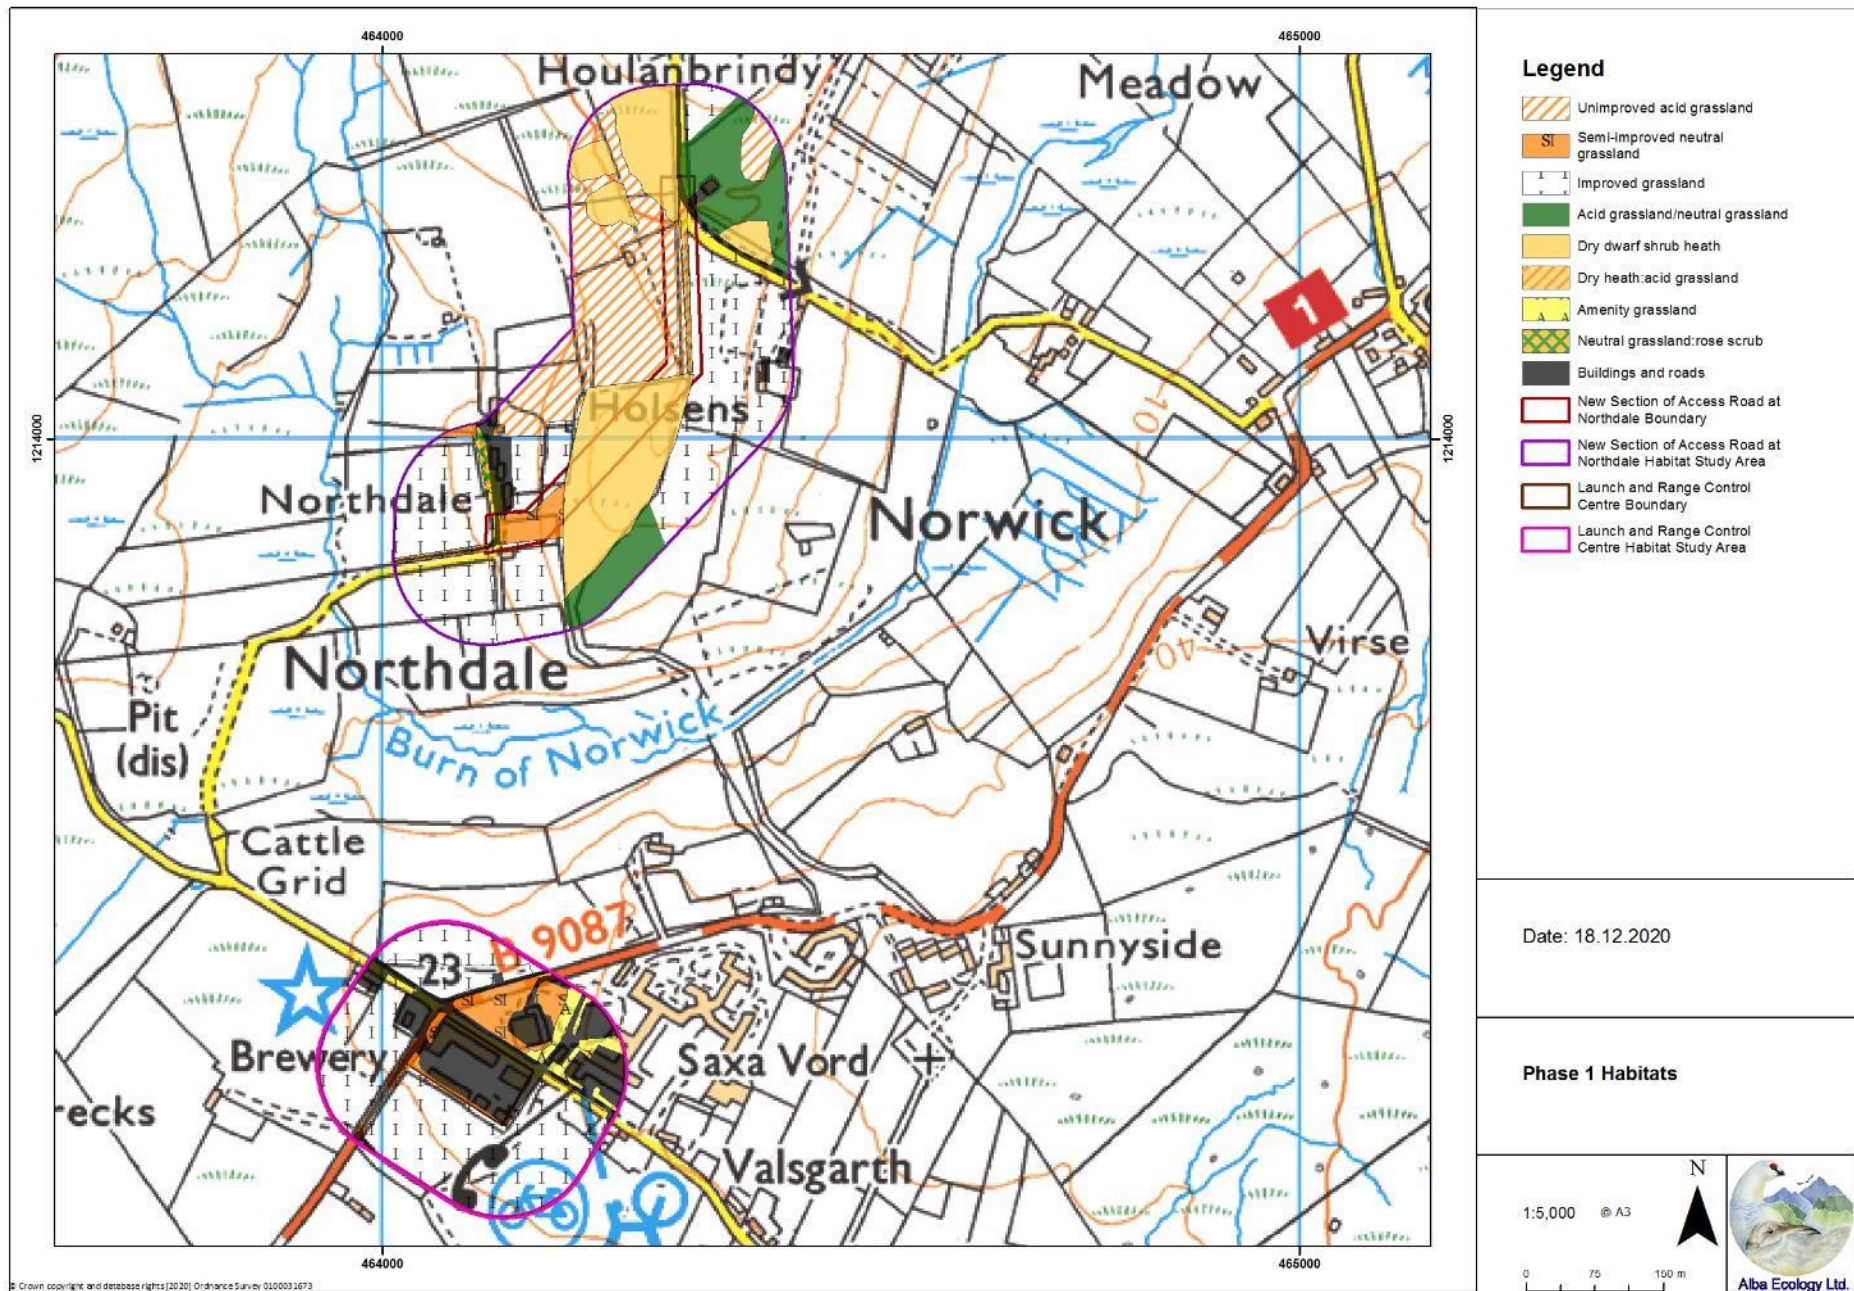 464000
465000
Houlanbrindy
Meadow
1
Holsens
10
1214000
1214000
Northdale
Norwick
40
Virse
Northdale
Pit
(dis)
Burn of Norwick
Cattle
Grid
B 9087
23
Sunnyside
Brewery
Saxa Vord
recks
Valsgarth
464000
465000
© Crown copyright and database rights [2020] Ordnance Survey 0100031673
Legend
Unimproved acid grassland
SI
Semi-improved neutral
grassland
I I
I I
Improved grassland
Acid grassland/neutral grassland
Dry dwarf shrub heath
Dry heath:acid grassland
A A
Amenity grassland
Neutral grassland:rose scrub
Buildings and roads
New Section of Access Road at
Northdale Boundary
New Section of Access Road at
Northdale Habitat Study Area
Launch and Range Control
Centre Boundary
Launch and Range Control
Centre Habitat Study Area
Date: 18.12.2020
Phase 1 Habitats
1:5,000 @ A3
N
0 75 150 m
Alba Ecology Ltd.